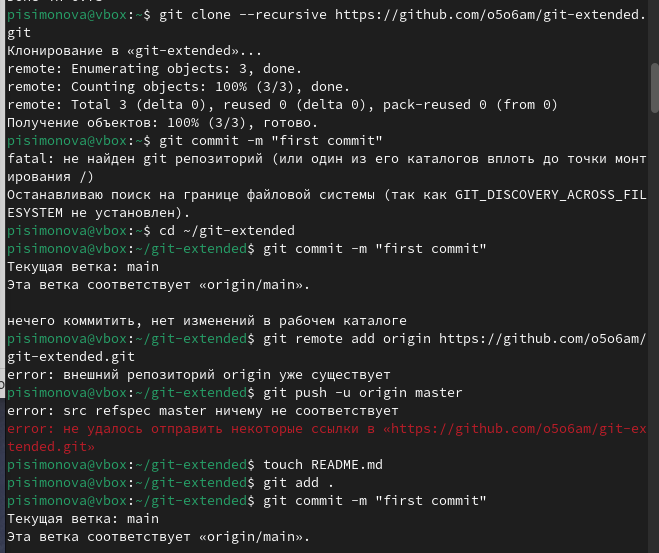 pisimonova@vbox:~$ git clone --recursive https://github.com/o5o6am/git-extended.
git
Клонирование в «git-extended»...
remote: Enumerating objects: 3, done.
remote: Counting objects: 100% (3/3), done.
remote: Total 3 (delta 0), reused 0 (delta 0), pack-reused 0 (from 0)
Получение объектов: 100% (3/3), готово.
pisimonova@vbox:~$ git commit -m "first commit"
fatal: не найден git репозиторий (или один из его каталогов вплоть до точки монт
ирования /)
Останавливаю поиск на границе файловой системы (так как GIT_DISCOVERY_ACROSS_FIL
ESYSTEM не установлен).
pisimonova@vbox:~$ cd ~/git-extended
pisimonova@vbox:~/git-extended$ git commit -m "first commit"
Текущая ветка: main
Эта ветка соответствует «origin/main».
нечего коммитить, нет изменений в рабочем каталоге
pisimonova@vbox:~/git-extended$ git remote add origin https://github.com/o5o6am/
git-extended.git
error: внешний репозиторий origin уже существует
pisimonova@vbox:~/git-extended$ git push -u origin master
error: src refspec master ничему не соответствует
error: не удалось отправить некоторые ссылки в «https://github.com/o5o6am/git-ex
tended.git»
pisimonova@vbox:~/git-extended$ touch README.md
pisimonova@vbox:~/git-extended$ git add .
pisimonova@vbox:~/git-extended$ git commit -m "first commit"
Текущая ветка: main
Эта ветка соответствует «origin/main».